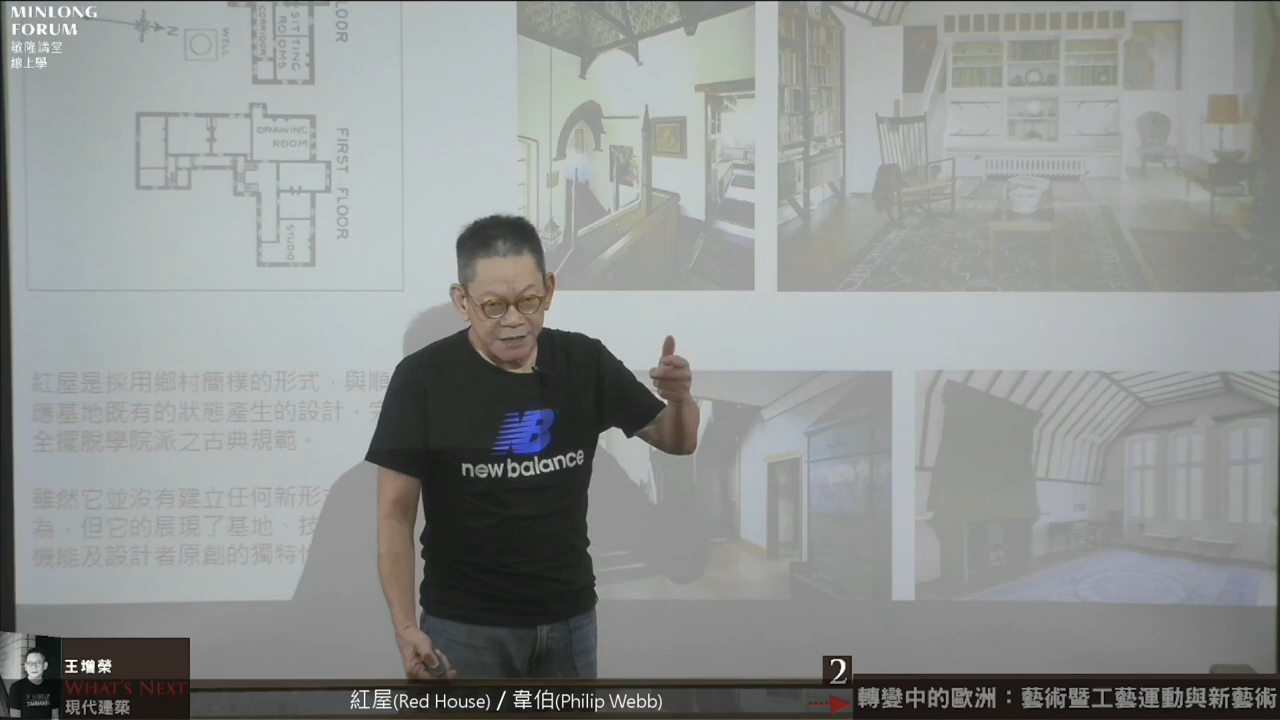 MINLONG
FORUM
敏隆講堂
線上學
N
WELL
CORRIDOR
SITTING
ROOMS
FLOOR
DRAWING
ROOM
FIRST FLOOR
STUDIO
紅屋是採用鄉村簡樸的形式，與順
應基地既有的狀態產生的設計，完
全擺脫學院派之古典規範。
雖然它並沒有建立任何新形
為，但它的展現了基地、技
機能及設計者原創的獨特性
new balance
王增榮
WHAT'S NEXT
現代建築
紅屋(Red House) / 韋伯(Philip Webb)
2
轉變中的歐洲：藝術暨工藝運動與新藝術